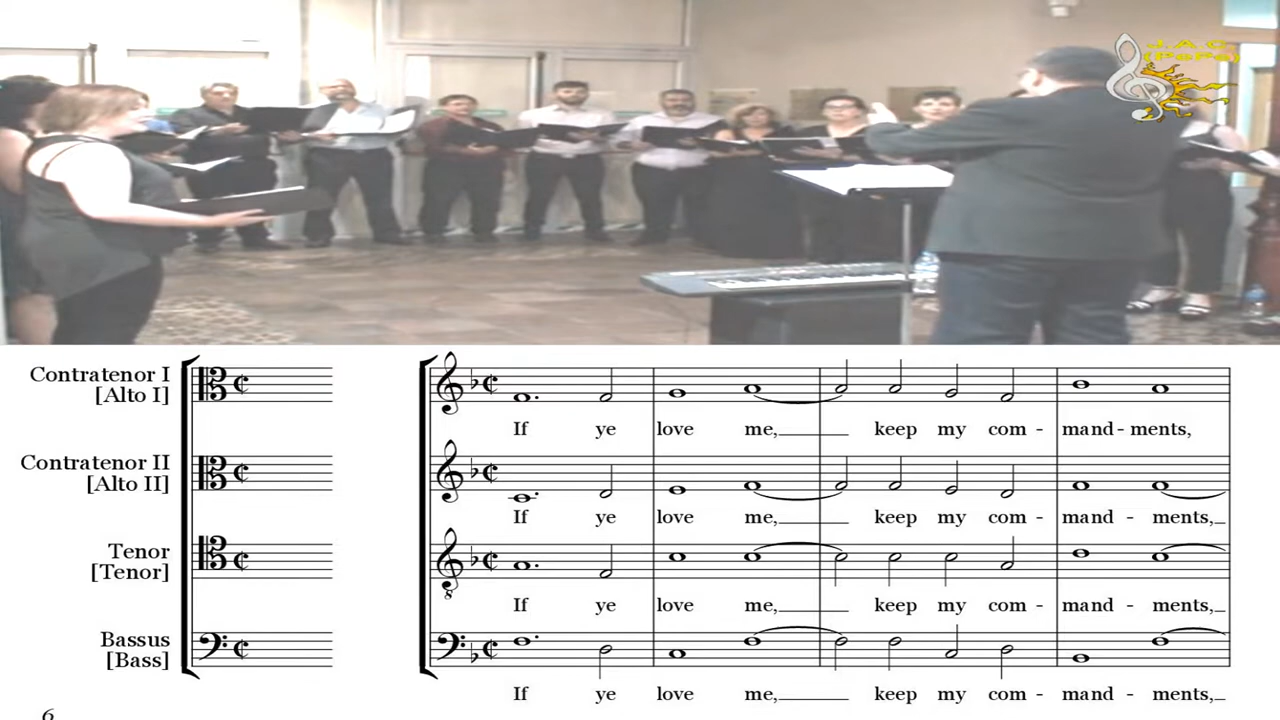 J.A.C
(PePe)
Contratenor I
[Alto I]
If ye love me, keep my com - mand - ments,
Contratenor II
[Alto II]
If ye love me, keep my com - mand - ments,
Tenor
[Tenor]
8
If ye love me, keep my com - mand - ments,
Bassus
[Bass]
If ye love me, keep my com - mand - ments,
6